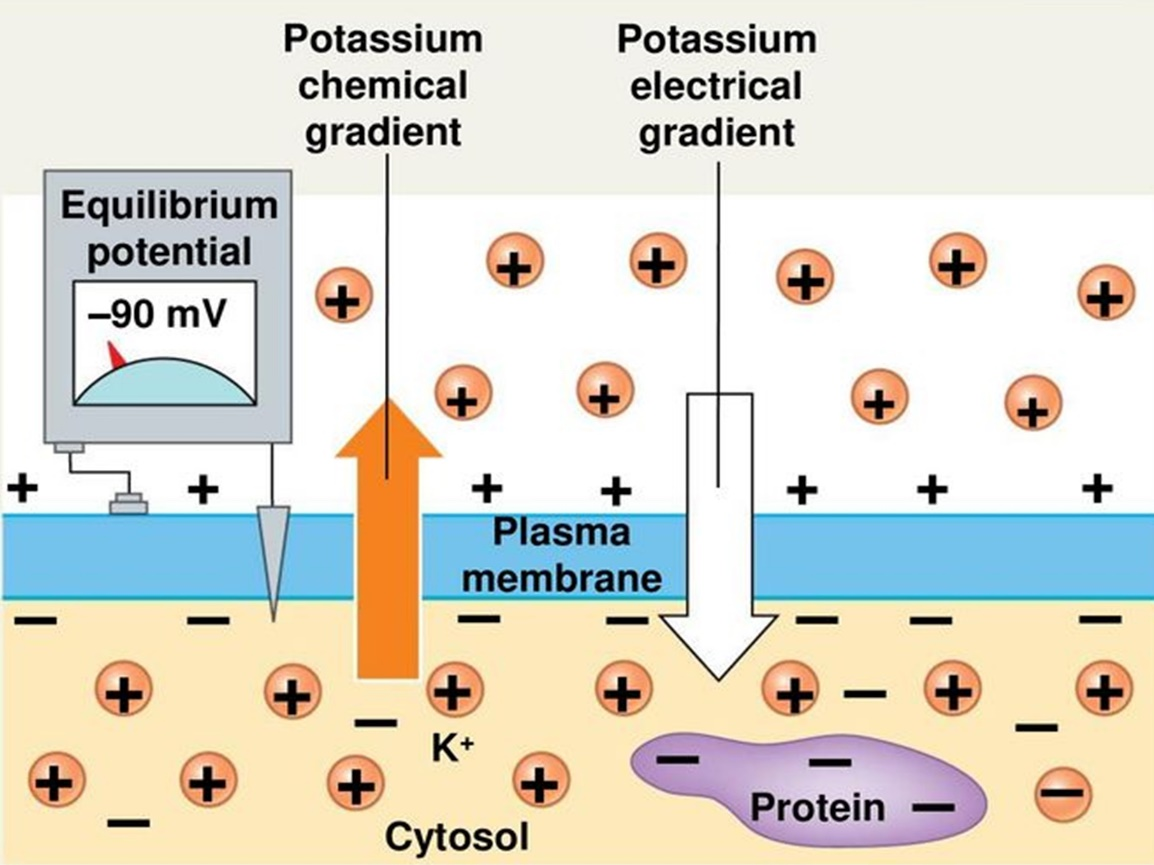 Potassium
chemical
gradient
Potassium
electrical
gradient
Equilibrium
potential
–90 mV
Plasma
membrane
K⁺
Protein
Cytosol